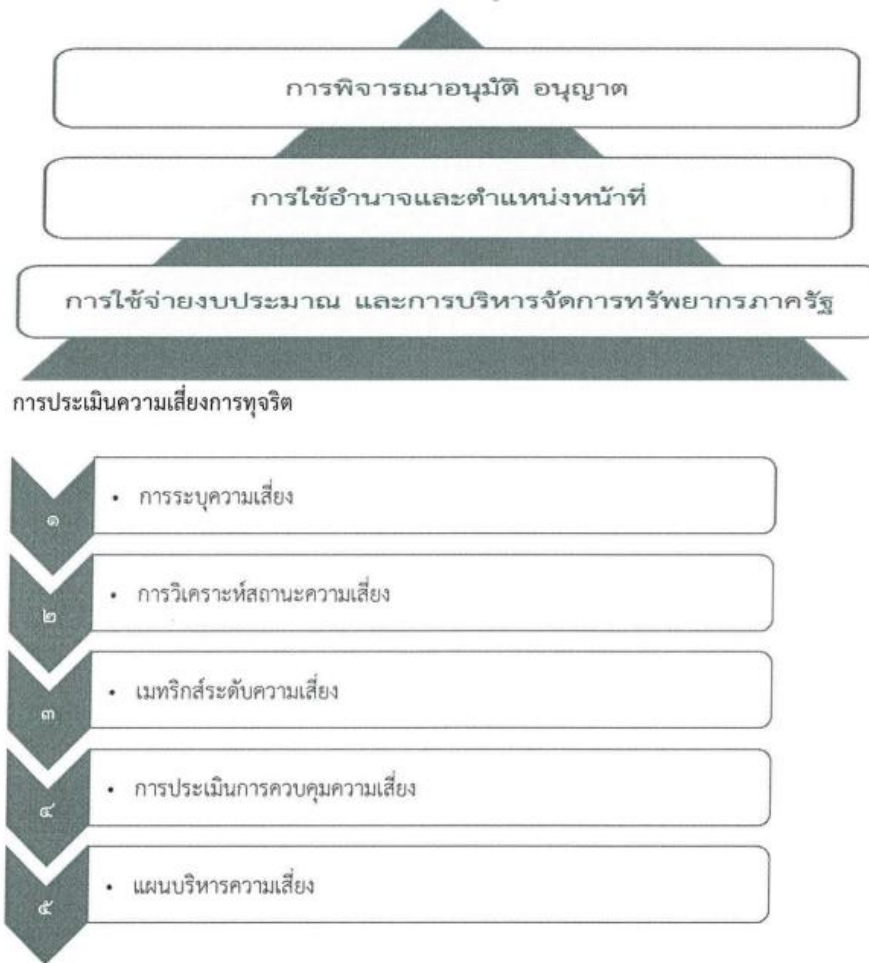 การพิจารณาอนุมัติ อนุญาต
การใช้อำนาจและตำแหน่งหน้าที่
การใช้จ่ายงบประมาณ และการบริหารจัดการทรัพยากรภาครัฐ
การประเมินความเสี่ยงการทุจริต
๑ • การระบุความเสี่ยง
๒ • การวิเคราะห์สถานะความเสี่ยง
๓ • เมทริกส์ระดับความเสี่ยง
๔ • การประเมินการควบคุมความเสี่ยง
๕ • แผนบริหารความเสี่ยง